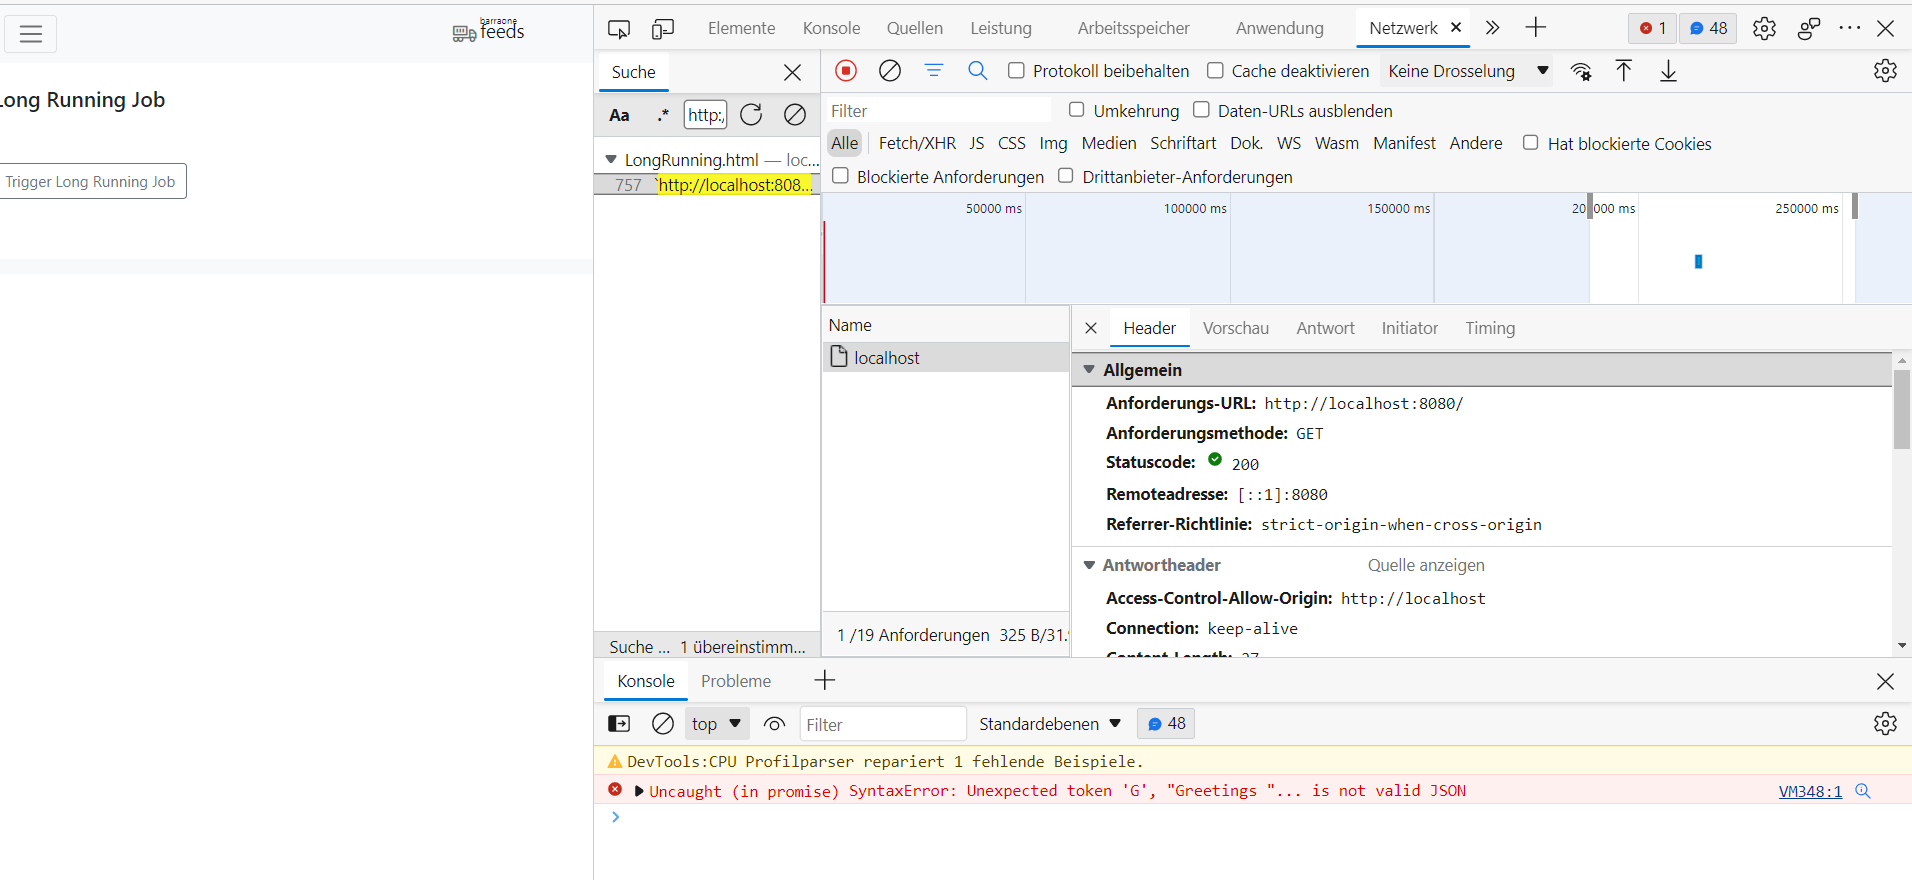 barraone
feeds
Long Running Job
Trigger Long Running Job
Elemente Konsole Quellen Leistung Arbeitsspeicher Anwendung Netzwerk 1 48
Suche
Aa .* http:/
LongRunning.html — loc...
757 `http://localhost:808...
Suche ... 1 übereinstimm...
Protokoll beibehalten Cache deaktivieren Keine Drosselung
Filter Umkehrung Daten-URLs ausblenden
Alle Fetch/XHR JS CSS Img Medien Schriftart Dok. WS Wasm Manifest Andere Hat blockierte Cookies
Blockierte Anforderungen Drittanbieter-Anforderungen
50000 ms 100000 ms 150000 ms 200000 ms 250000 ms
Name
localhost
1 /19 Anforderungen 325 B/31.
Header Vorschau Antwort Initiator Timing
Allgemein
Anforderungs-URL: http://localhost:8080/
Anforderungsmethode: GET
Statuscode: 200
Remoteadresse: [::1]:8080
Referrer-Richtlinie: strict-origin-when-cross-origin
Antwortheader Quelle anzeigen
Access-Control-Allow-Origin: http://localhost
Connection: keep-alive
Content-Length: 27
Konsole Probleme
top Filter Standardebenen 48
DevTools:CPU Profilparser repariert 1 fehlende Beispiele.
Uncaught (in promise) SyntaxError: Unexpected token 'G', "Greetings "... is not valid JSON VM348:1